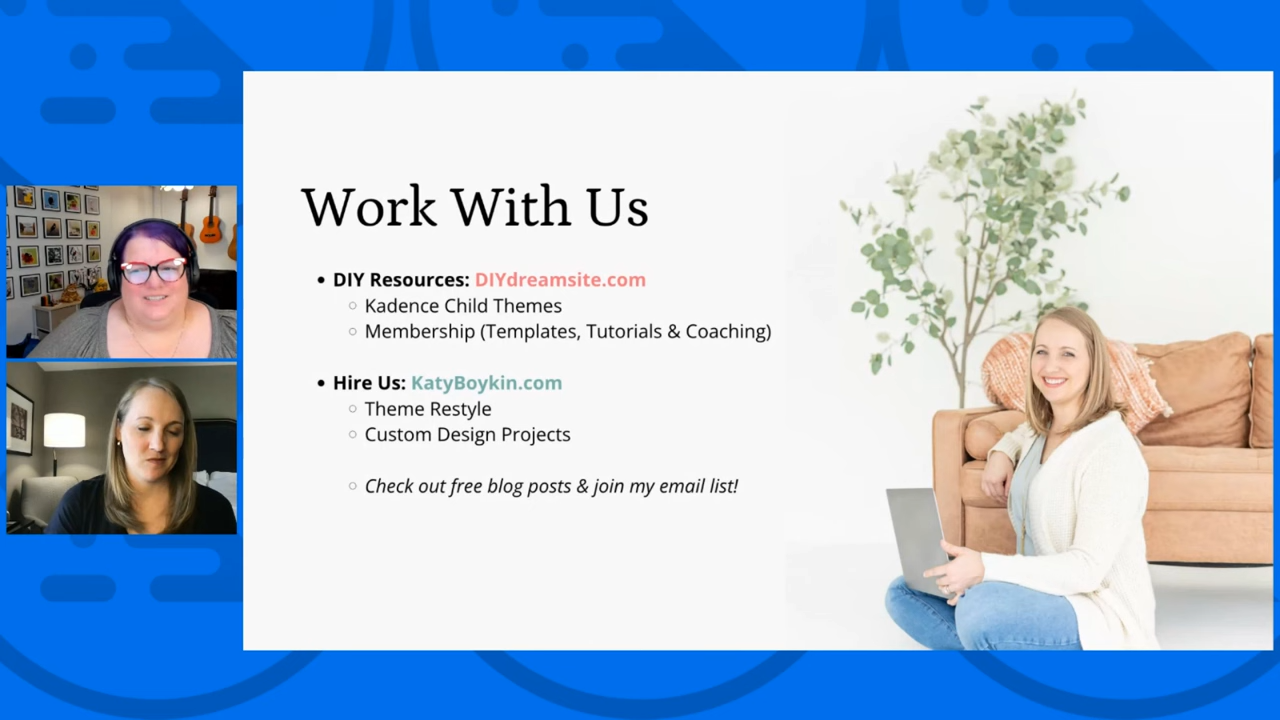 Work With Us
DIY Resources: DIYdreamsite.com
Kadence Child Themes
Membership (Templates, Tutorials & Coaching)
Hire Us: KatyBoykin.com
Theme Restyle
Custom Design Projects
Check out free blog posts & join my email list!